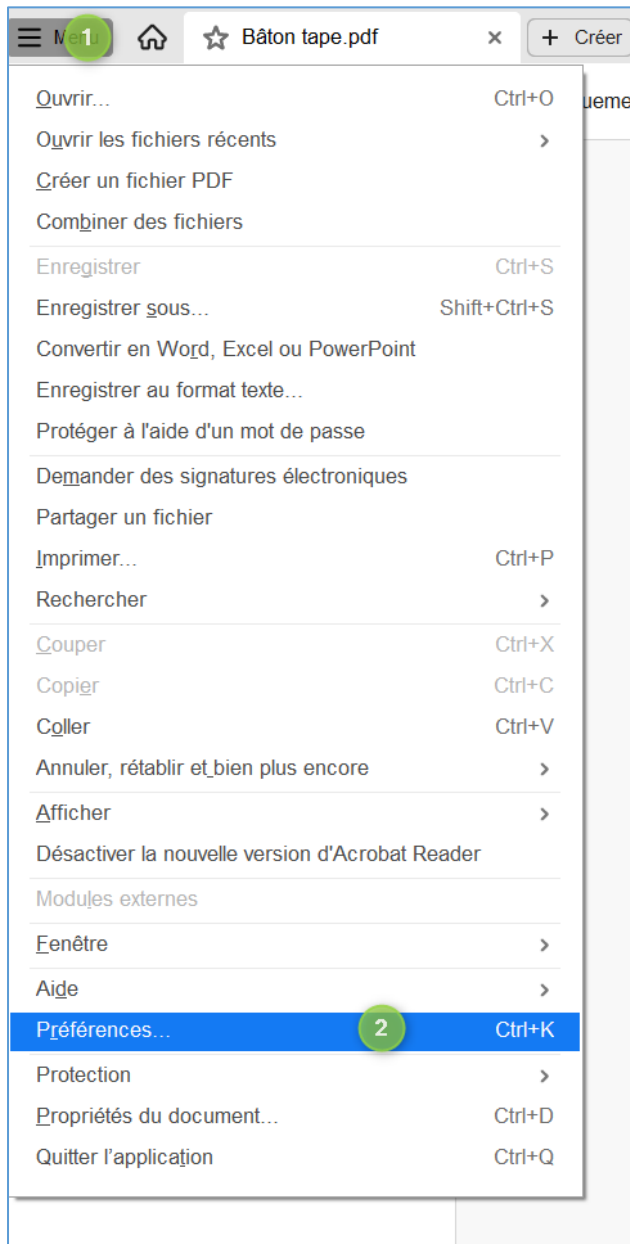 Menu 1 Bâton tape.pdf × + Créer
Ouvrir... Ctrl+O
Ouvrir les fichiers récents >
Créer un fichier PDF
Combiner des fichiers
Enregistrer Ctrl+S
Enregistrer sous... Shift+Ctrl+S
Convertir en Word, Excel ou PowerPoint
Enregistrer au format texte...
Protéger à l'aide d'un mot de passe
Demander des signatures électroniques
Partager un fichier
Imprimer... Ctrl+P
Rechercher >
Couper Ctrl+X
Copier Ctrl+C
Coller Ctrl+V
Annuler, rétablir et bien plus encore >
Afficher >
Désactiver la nouvelle version d'Acrobat Reader
Modules externes
Fenêtre >
Aide >
Préférences... 2 Ctrl+K
Protection >
Propriétés du document... Ctrl+D
Quitter l’application Ctrl+Q